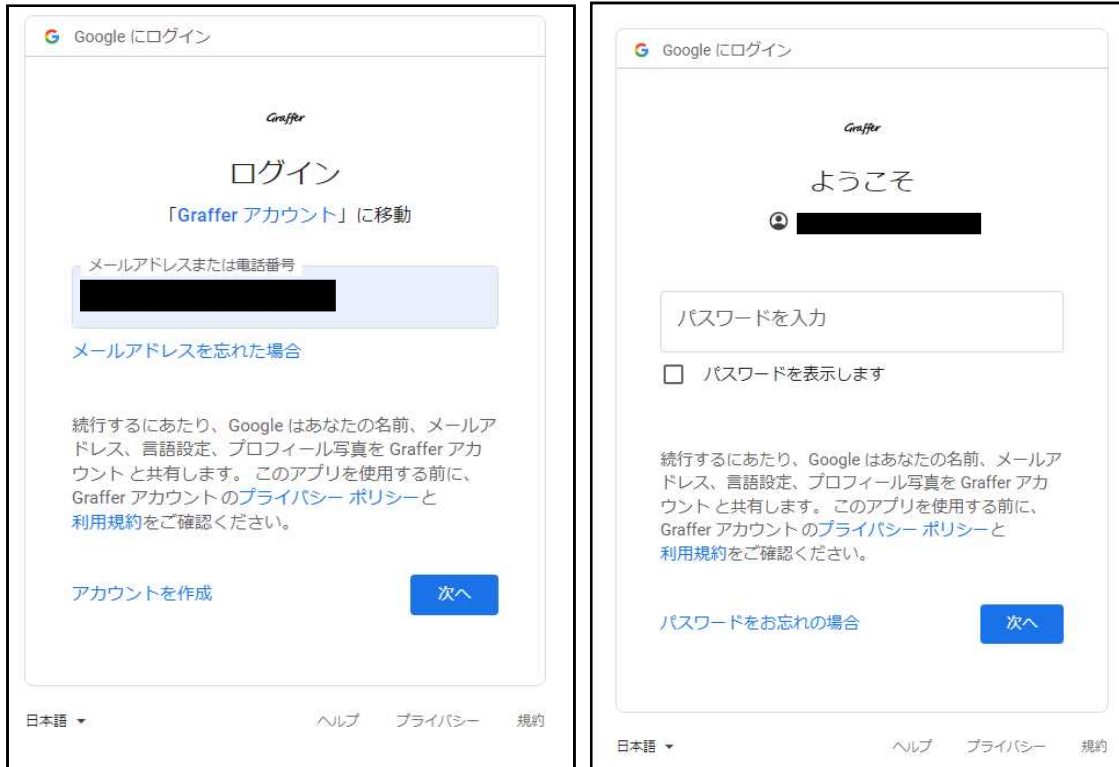 Google にログイン
Graffer
ログイン
「Graffer アカウント」に移動
メールアドレスまたは電話番号
メールアドレスを忘れた場合
続行するにあたり、Google はあなたの名前、メールア
ドレス、言語設定、プロフィール写真を Graffer アカ
ウント と共有します。 このアプリを使用する前に、
Graffer アカウント のプライバシー ポリシーと
利用規約をご確認ください。
アカウントを作成
次へ
日本語
ヘルプ プライバシー 規約
Google にログイン
Graffer
ようこそ
パスワードを入力
パスワードを表示します
続行するにあたり、Google はあなたの名前、メールア
ドレス、言語設定、プロフィール写真を Graffer アカ
ウント と共有します。 このアプリを使用する前に、
Graffer アカウント のプライバシー ポリシーと
利用規約をご確認ください。
パスワードをお忘れの場合
次へ
日本語
ヘルプ プライバシー 規約